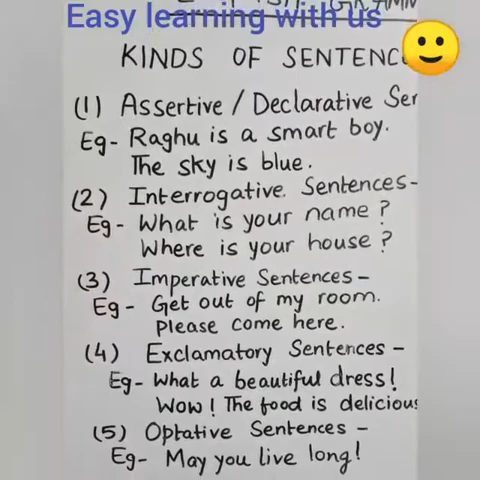 Easy learning with us
KINDS OF SENTENC
(1) Assertive / Declarative Sen
Eg- Raghu is a smart boy.
The sky is blue.
(2) Interrogative Sentences-
Eg- What is your name ?
Where is your house ?
(3) Imperative Sentences –
Eg – Get out of my room.
Please come here.
(4) Exclamatory Sentences –
Eg- What a beautiful dress!
Wow! The food is delicious
(5) Optative Sentences –
Eg- May you live long!